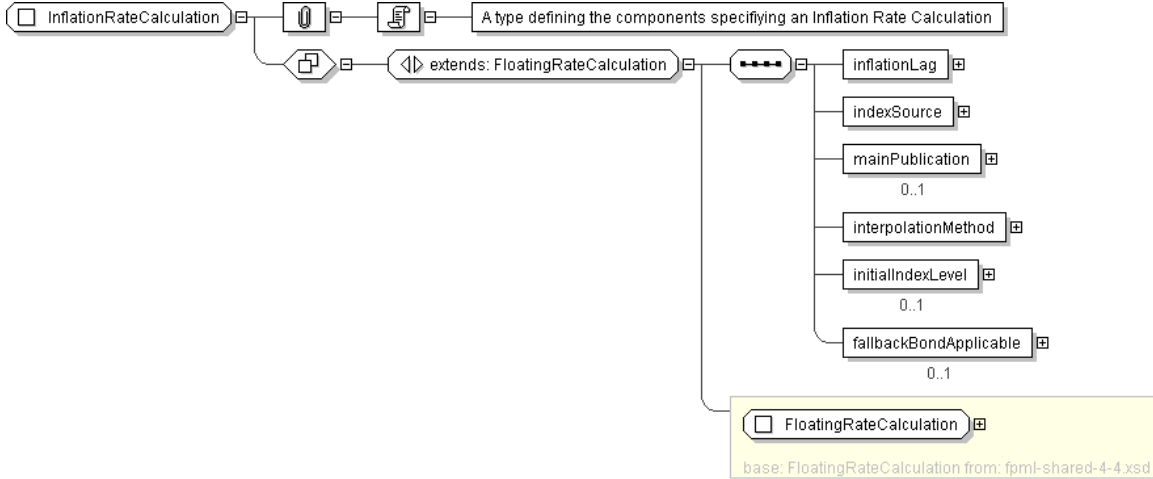 InflationRateCalculation
A type defining the components specifiying an Inflation Rate Calculation
extends: FloatingRateCalculation
inflationLag
indexSource
mainPublication
0..1
interpolationMethod
initialIndexLevel
0..1
fallbackBondApplicable
0..1
FloatingRateCalculation
base: FloatingRateCalculation from: fpml-shared-4-4.xsd